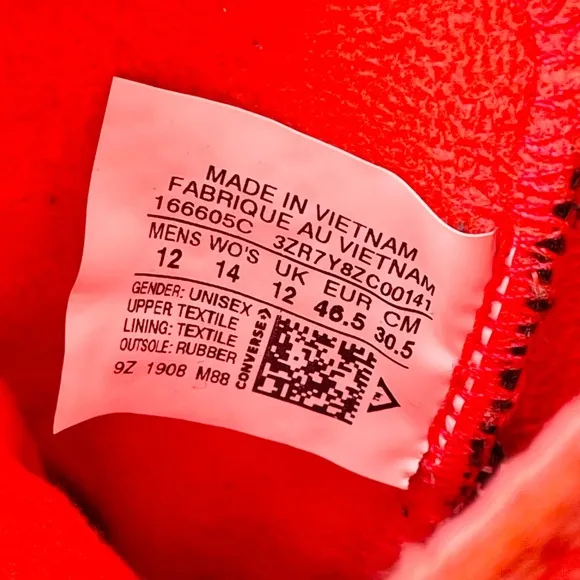 MADE IN VIETNAM
FABRIQUE AU VIETNAM
166605C 3ZR7Y8ZC00141
MENS WO'S UK EUR CM
12 14 12 46.5 30.5
GENDER: UNISEX
UPPER TEXTILE
LINING: TEXTILE
OUTSOLE: RUBBER
9Z 1908 M88
CONVERSE